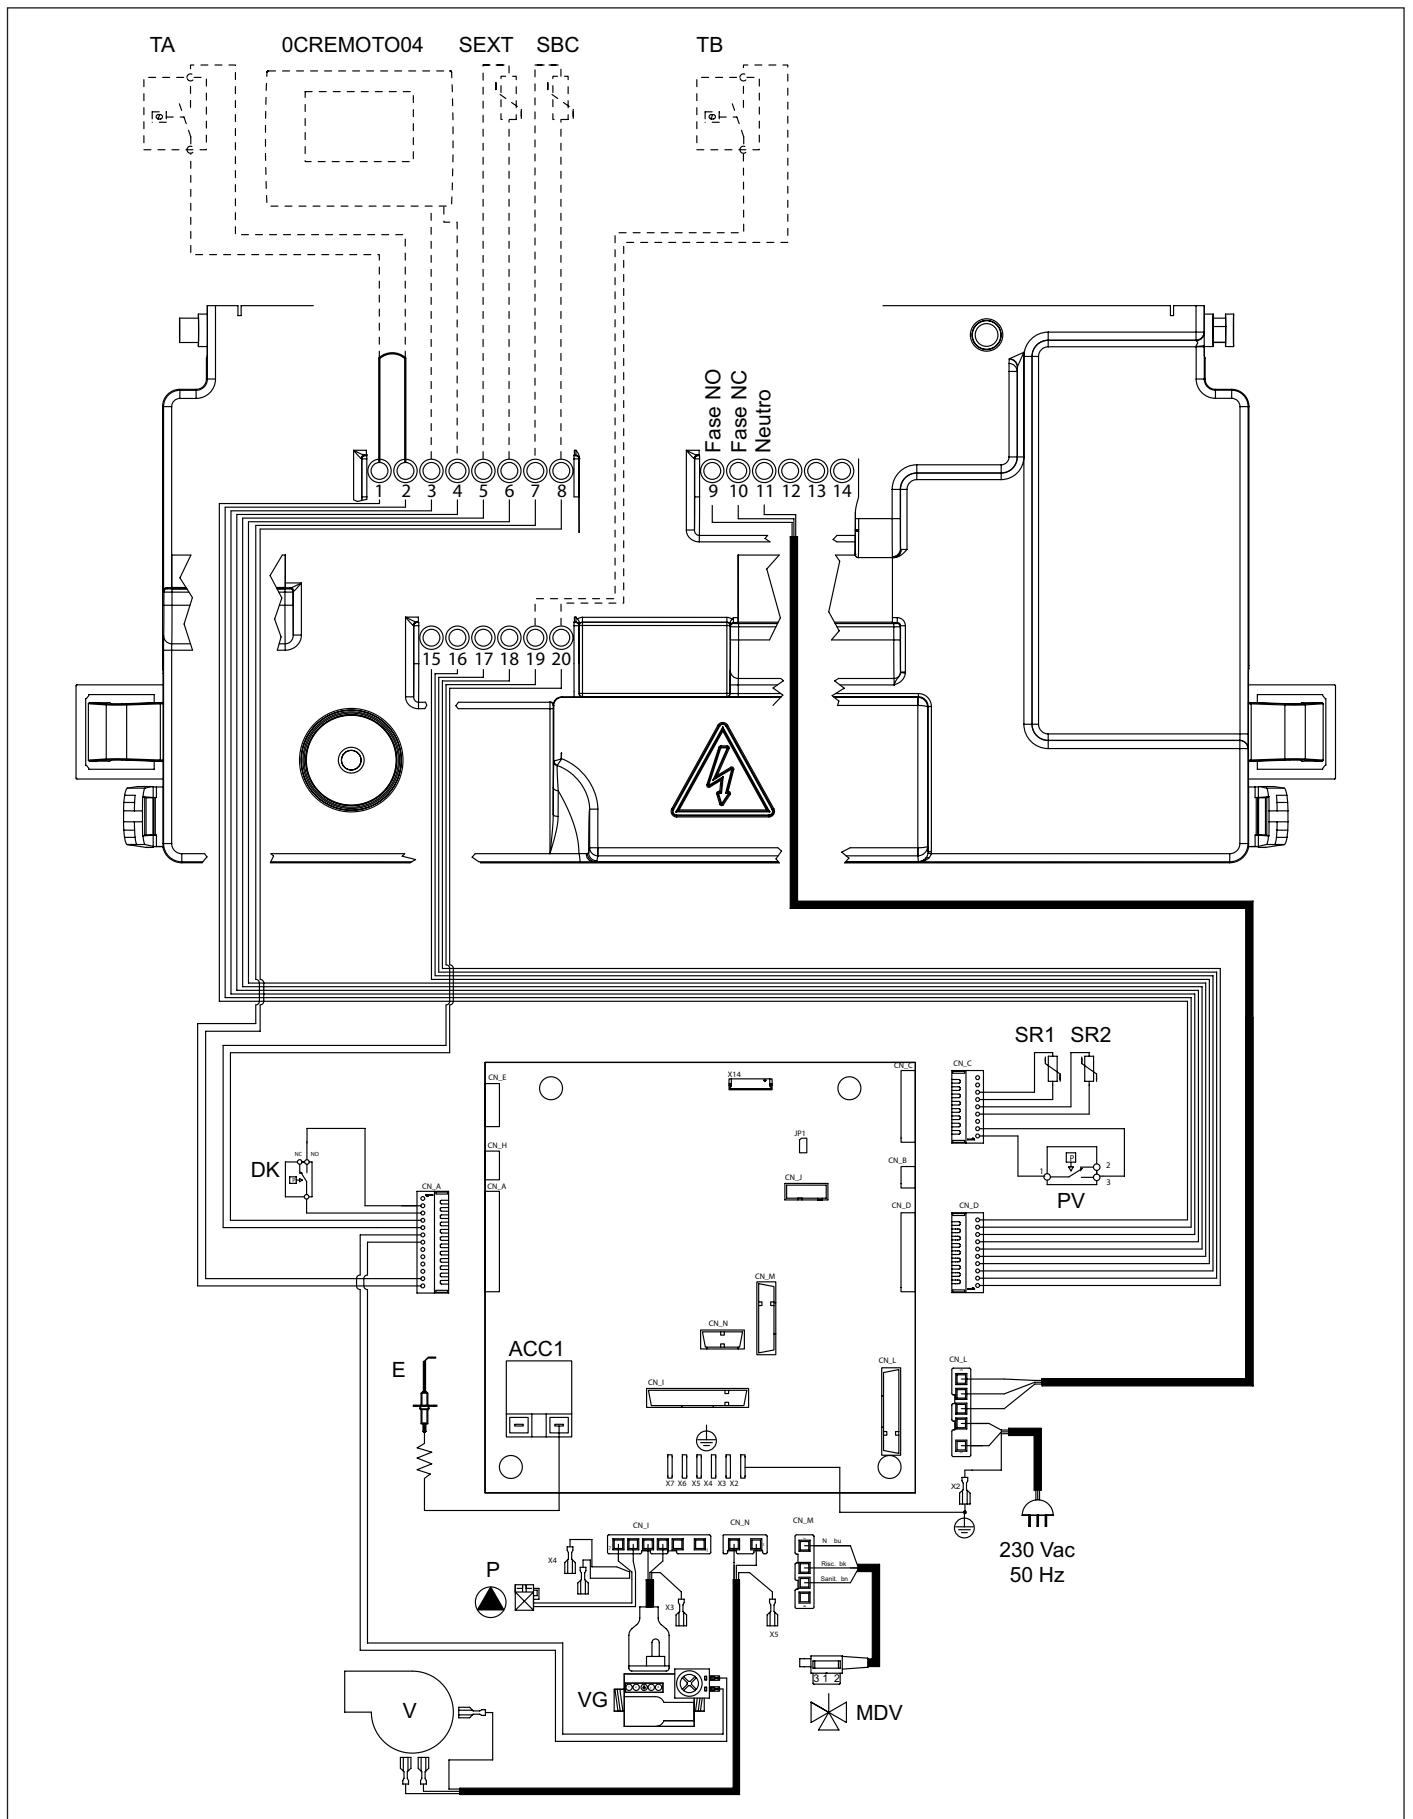 TA 0CREMOTO04 SEXT SBC TB
Fase NO
Fase NC
Neutro
1 2 3 4 5 6 7 8
9 10 11 12 13 14
15 16 17 18 19 20
SR1 SR2
CN_E
X14
CN_C
CN_C
JP1
CN_H
CN_B
CN_J
P
1
2
3
PV
NC NO
DK
P
CN_A
CN_A
CN_D
CN_D
CN_M
CN_N
ACC1
CN_I
CN_L
CN_L
E
X7 X6 X5 X4 X3 X2
X2
230 Vac
50 Hz
CN_I
CN_N
CN_M
N bu
Risc. bk
Sanit. bn
X4
P
X3
X5
3 1 2
VG
V
MDV